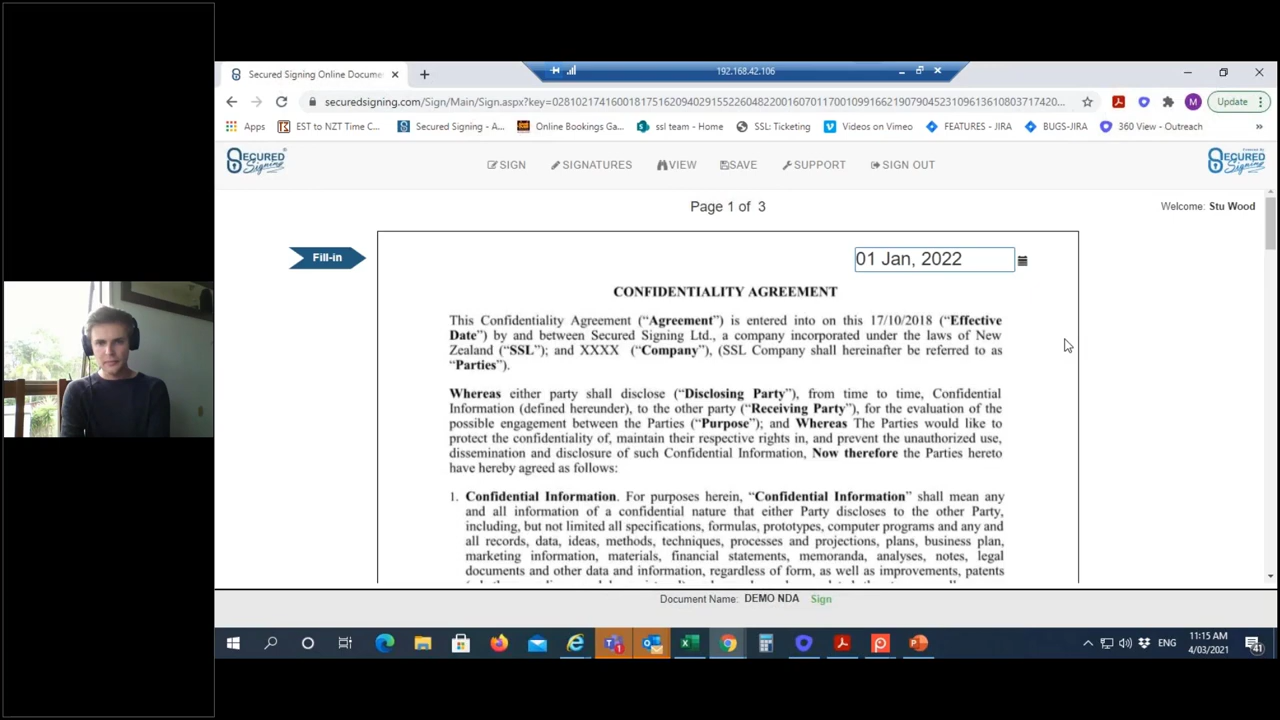 Secured Signing Online Docume
192.168.42.106
securedsigning.com/Sign/Main/Sign.aspx?key=02810217416001817516209402915522604822001607011700109916621907904523109613610803717420...
M
Update
Apps
EST to NZT Time C...
Secured Signing - A...
Online Bookings Ga...
ssl team - Home
SSL: Ticketing
Videos on Vimeo
FEATURES - JIRA
BUGS-JIRA
360 View - Outreach
»
SECURED Signing
SIGN
SIGNATURES
VIEW
SAVE
SUPPORT
SIGN OUT
Powered By
SECURED Signing
Page 1 of 3
Welcome: Stu Wood
Fill-in
01 Jan, 2022
CONFIDENTIALITY AGREEMENT
This Confidentiality Agreement (“Agreement”) is entered into on this 17/10/2018 (“Effective
Date”) by and between Secured Signing Ltd., a company incorporated under the laws of New
Zealand (“SSL”); and XXXX (“Company”), (SSL Company shall hereinafter be referred to as
“Parties”).
Whereas either party shall disclose (“Disclosing Party”), from time to time, Confidential
Information (defined hereunder), to the other party (“Receiving Party”), for the evaluation of the
possible engagement between the Parties (“Purpose”); and Whereas The Parties would like to
protect the confidentiality of, maintain their respective rights in, and prevent the unauthorized use,
dissemination and disclosure of such Confidential Information, Now therefore the Parties hereto
have hereby agreed as follows:
1. Confidential Information. For purposes herein, “Confidential Information” shall mean any
and all information of a confidential nature that either Party discloses to the other Party,
including, but not limited all specifications, formulas, prototypes, computer programs and any and
all records, data, ideas, methods, techniques, processes and projections, plans, business plan,
marketing information, materials, financial statements, memoranda, analyses, notes, legal
documents and other data and information, regardless of form, as well as improvements, patents
Document Name: DEMO NDA Sign
ENG
11:15 AM
4/03/2021
41